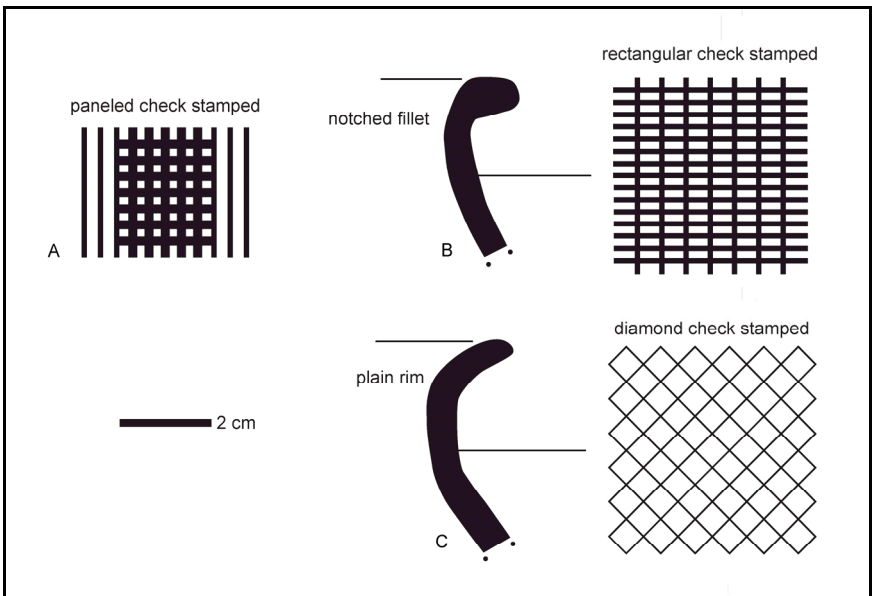 rectangular check stamped
paneled check stamped
notched fillet
A
B
diamond check stamped
plain rim
2 cm
C